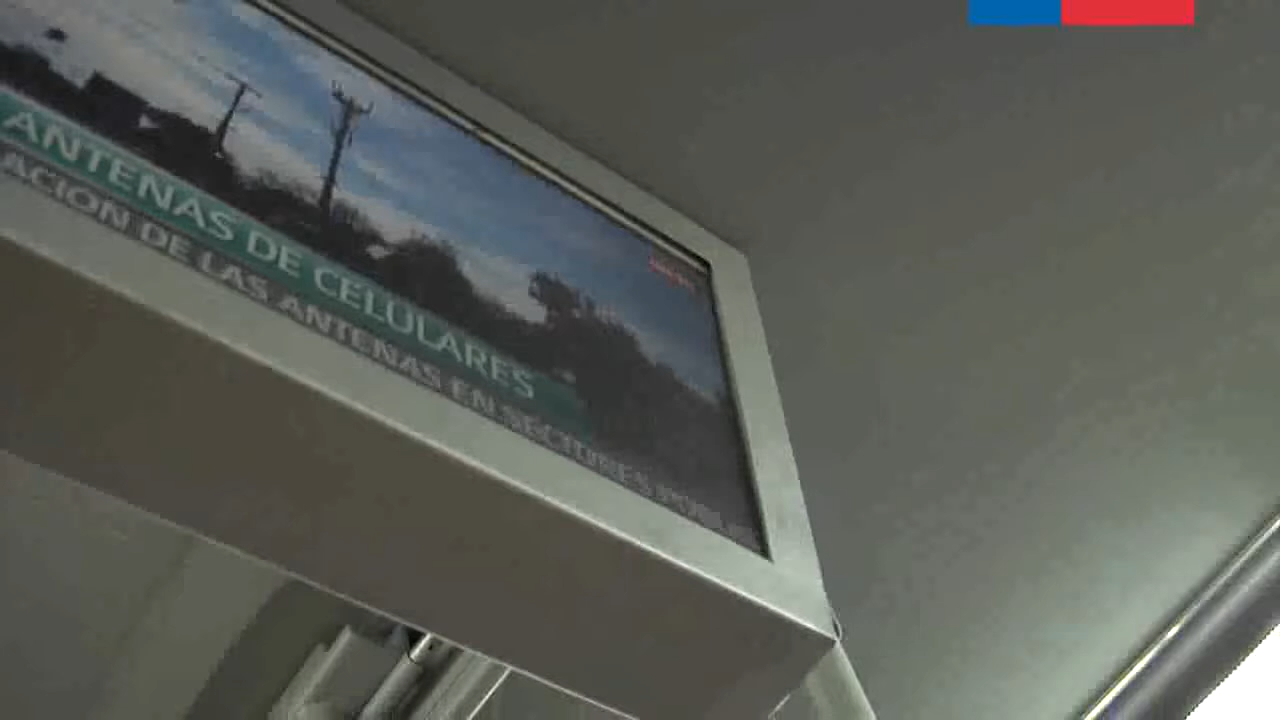 ANTENAS DE CELULARES
ACION DE LAS ANTENAS EN SECTORES